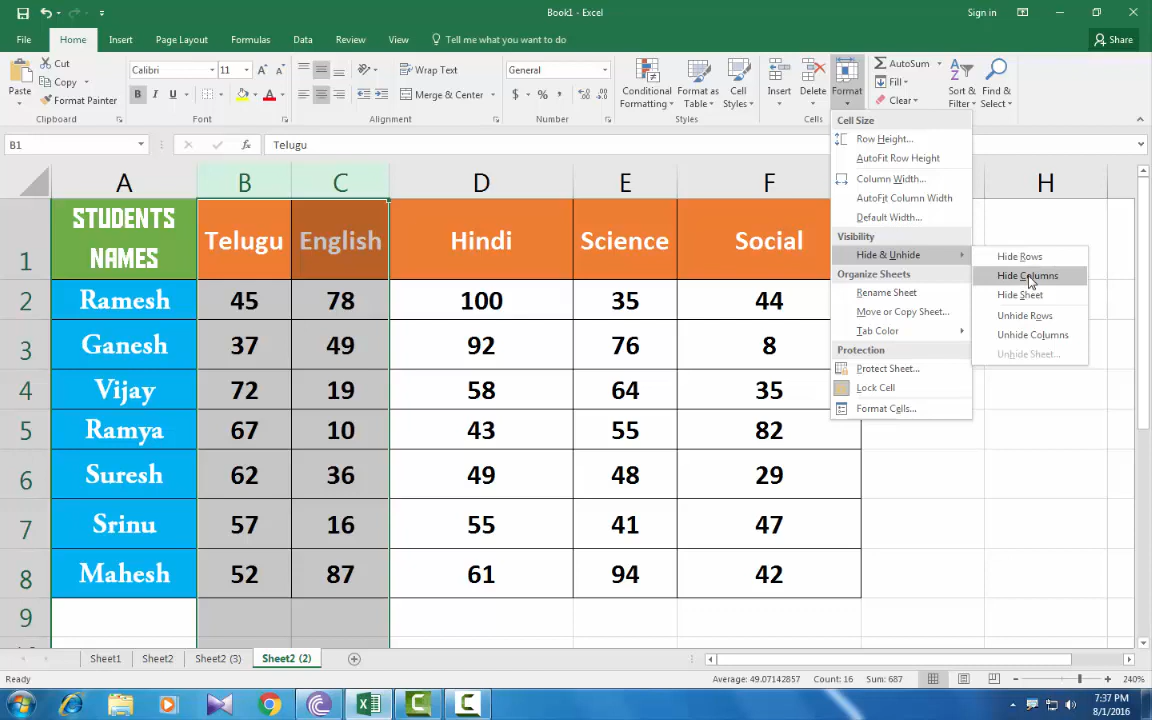 Book1 - Excel
Sign in
File Home Insert Page Layout Formulas Data Review View Tell me what you want to do Share
Paste
Cut
Copy
Format Painter
Clipboard
Calibri 11
B I U
Font
Wrap Text
Merge & Center
Alignment
General
$ % ,
Number
Conditional Formatting
Format as Table
Cell Styles
Styles
Insert Delete Format
Cells
AutoSum
Fill
Clear
Sort & Filter
Find & Select
B1 fx Telugu
Cell Size
Row Height...
AutoFit Row Height
Column Width...
AutoFit Column Width
Default Width...
Visibility
Hide & Unhide
Organize Sheets
Rename Sheet
Move or Copy Sheet...
Tab Color
Protection
Protect Sheet...
Lock Cell
Format Cells...
Hide Rows
Hide Columns
Hide Sheet
Unhide Rows
Unhide Columns
Unhide Sheet...
A B C D E F H
1 STUDENTS NAMES Telugu English Hindi Science Social
2 Ramesh 45 78 100 35 44
3 Ganesh 37 49 92 76 8
4 Vijay 72 19 58 64 35
5 Ramya 67 10 43 55 82
6 Suresh 62 36 49 48 29
7 Srinu 57 16 55 41 47
8 Mahesh 52 87 61 94 42
9
Sheet1 Sheet2 Sheet2 (3) Sheet2 (2)
Ready Average: 49.07142857 Count: 16 Sum: 687 240%
7:37 PM
8/1/2016